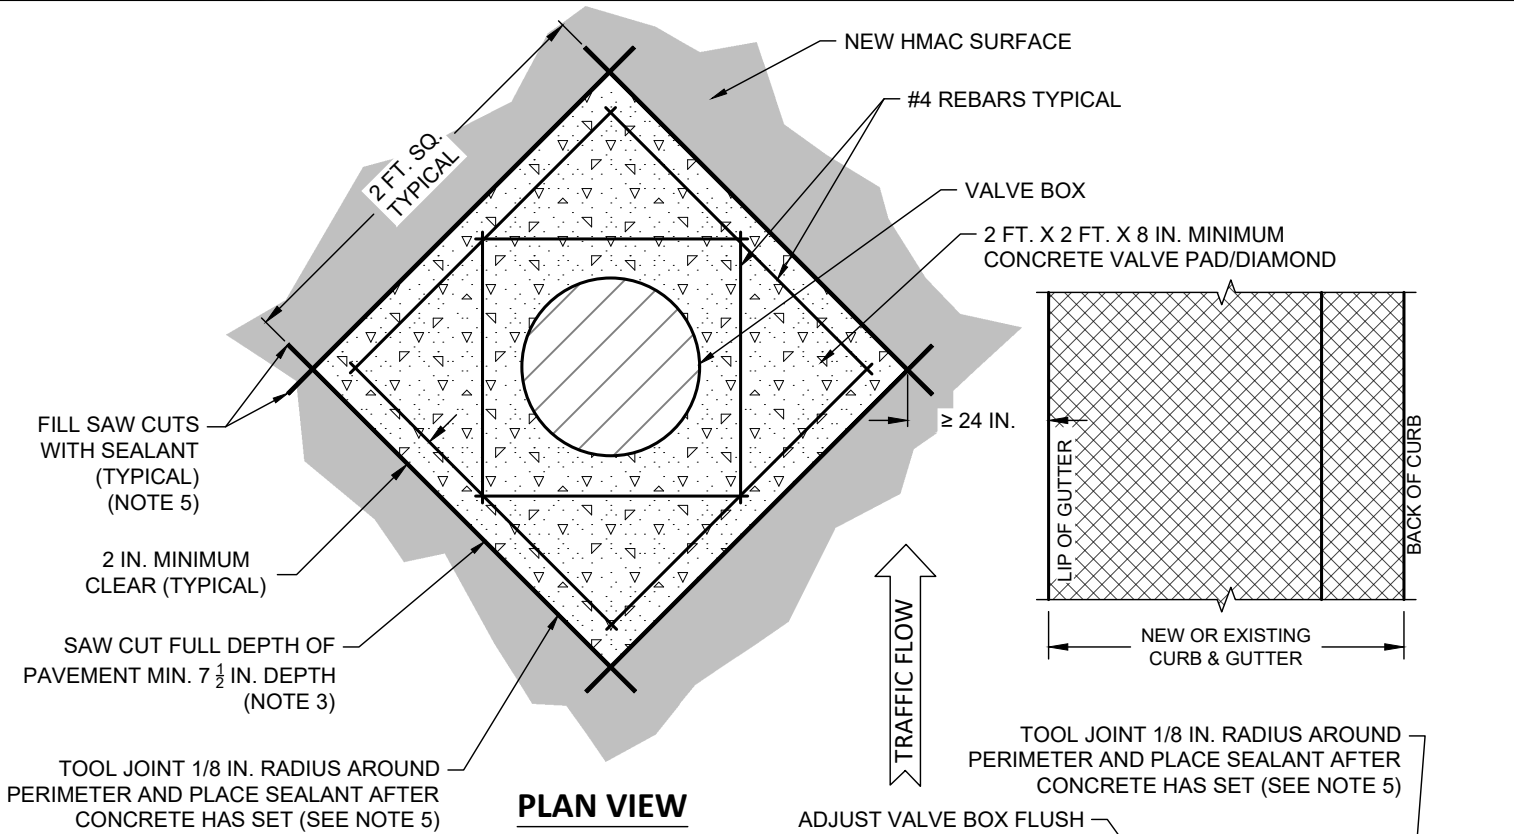 NEW HMAC SURFACE
#4 REBARS TYPICAL
2 FT. SQ.
TYPICAL
VALVE BOX
2 FT. X 2 FT. X 8 IN. MINIMUM
CONCRETE VALVE PAD/DIAMOND
FILL SAW CUTS
WITH SEALANT
(TYPICAL)
(NOTE 5)
≥ 24 IN.
LIP OF GUTTER
BACK OF CURB
2 IN. MINIMUM
CLEAR (TYPICAL)
SAW CUT FULL DEPTH OF
PAVEMENT MIN. 7 1/2 IN. DEPTH
(NOTE 3)
TRAFFIC FLOW
NEW OR EXISTING
CURB & GUTTER
TOOL JOINT 1/8 IN. RADIUS AROUND
PERIMETER AND PLACE SEALANT AFTER
CONCRETE HAS SET (SEE NOTE 5)
PLAN VIEW
TOOL JOINT 1/8 IN. RADIUS AROUND
PERIMETER AND PLACE SEALANT AFTER
CONCRETE HAS SET (SEE NOTE 5)
ADJUST VALVE BOX FLUSH